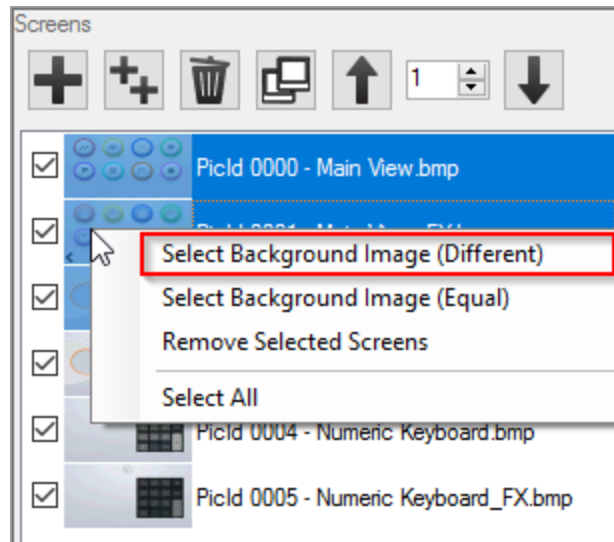 Screens
1
PicId 0000 - Main View.bmp
Select Background Image (Different)
Select Background Image (Equal)
Remove Selected Screens
Select All
PicId 0004 - Numeric Keyboard.bmp
PicId 0005 - Numeric Keyboard_FX.bmp